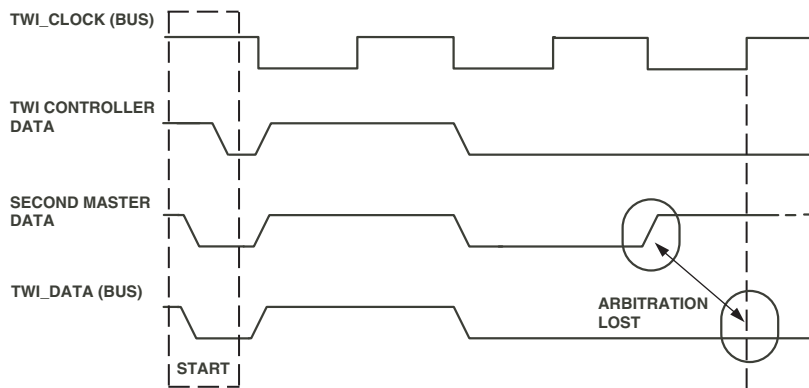 TWI_CLOCK (BUS)
TWI CONTROLLER
DATA
SECOND MASTER
DATA
TWI_DATA (BUS)
ARBITRATION
LOST
START